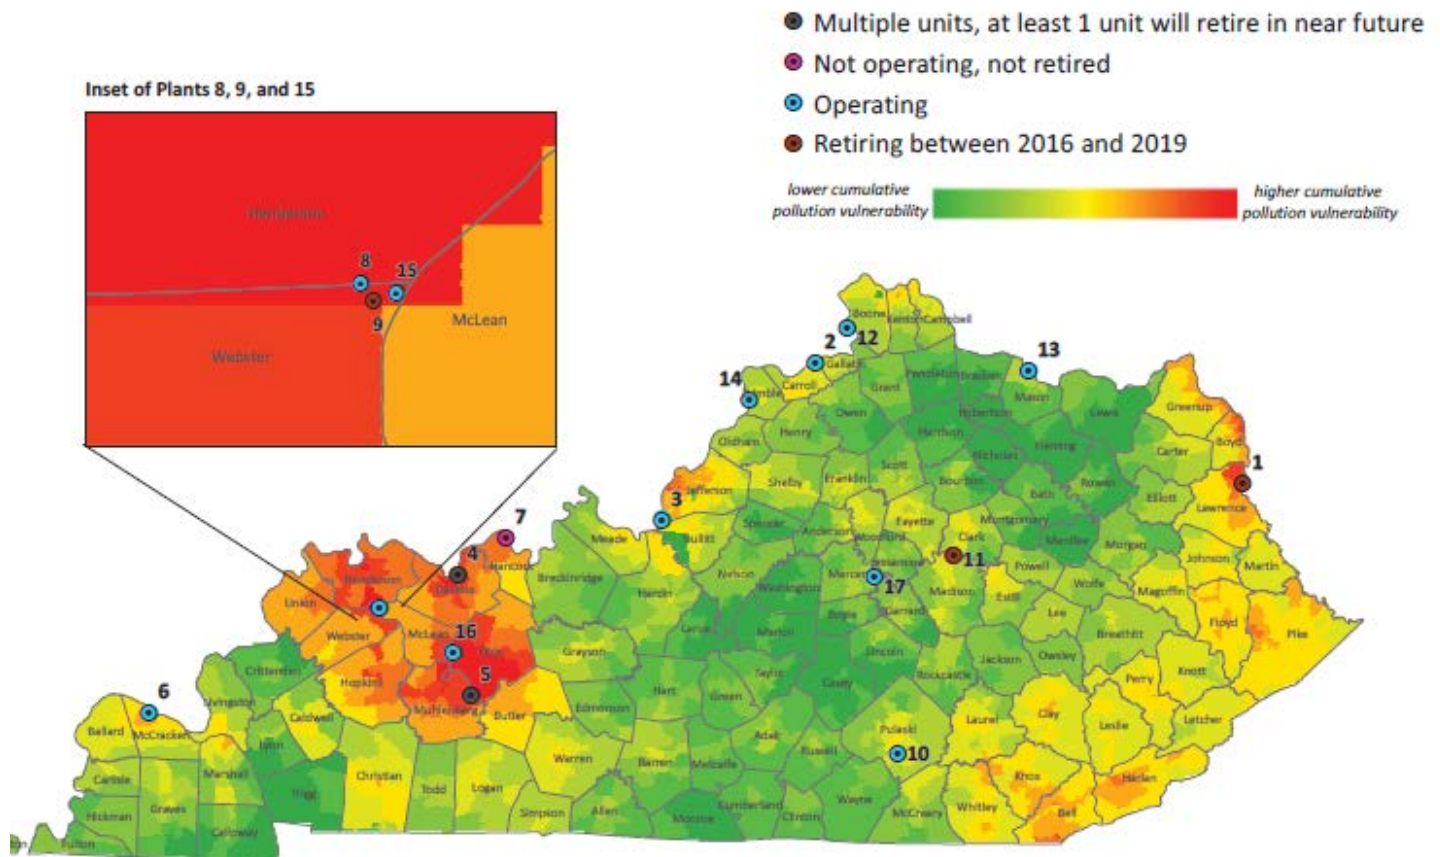 Multiple units, at least 1 unit will retire in near future
Not operating, not retired
Operating
Retiring between 2016 and 2019
lower cumulative
pollution vulnerability
higher cumulative
pollution vulnerability
Inset of Plants 8, 9, and 15
Henderson
8
15
9
McLean
Webster
Boone
Kenton
Campbell
12
2
Gallatin
13
14
Trimble
Carroll
Grant
Pendleton
Bracken
Mason
Owen
Robertson
Lewis
Greenup
Oldham
Henry
Harrison
Fleming
Boyd
Nicholas
Carter
1
Scott
Shelby
Franklin
Bourbon
Rowan
Jefferson
Bath
Elliott
3
Lawrence
7
Spencer
Anderson
Fayette
Montgomery
Meade
Bullitt
Woodford
Clark
Menifee
Morgan
4
11
Johnson
Hancock
Martin
Henderson
Daviess
Breckinridge
Nelson
Mercer
Powell
17
Wolfe
Magoffin
Union
Hardin
Washington
Madison
Estill
Boyle
Garrard
Lee
Floyd
Webster
McLean
16
Marion
Breathitt
Pike
Ohio
Grayson
Larue
Lincoln
Jackson
Owsley
Crittenden
Taylor
Casey
Rockcastle
Knott
Hopkins
5
Hart
Green
Perry
6
Livingston
Muhlenberg
Butler
Edmonson
Caldwell
Laurel
Clay
Leslie
Letcher
Ballard
McCracken
Adair
Pulaski
Lyon
Russell
10
Warren
Barren
Metcalfe
Carlisle
Marshall
Christian
Knox
Harlan
Todd
Logan
Trigg
Graves
Wayne
Whitley
Hickman
Simpson
Allen
Monroe
Cumberland
Clinton
McCreary
Bell
Calloway
Fulton